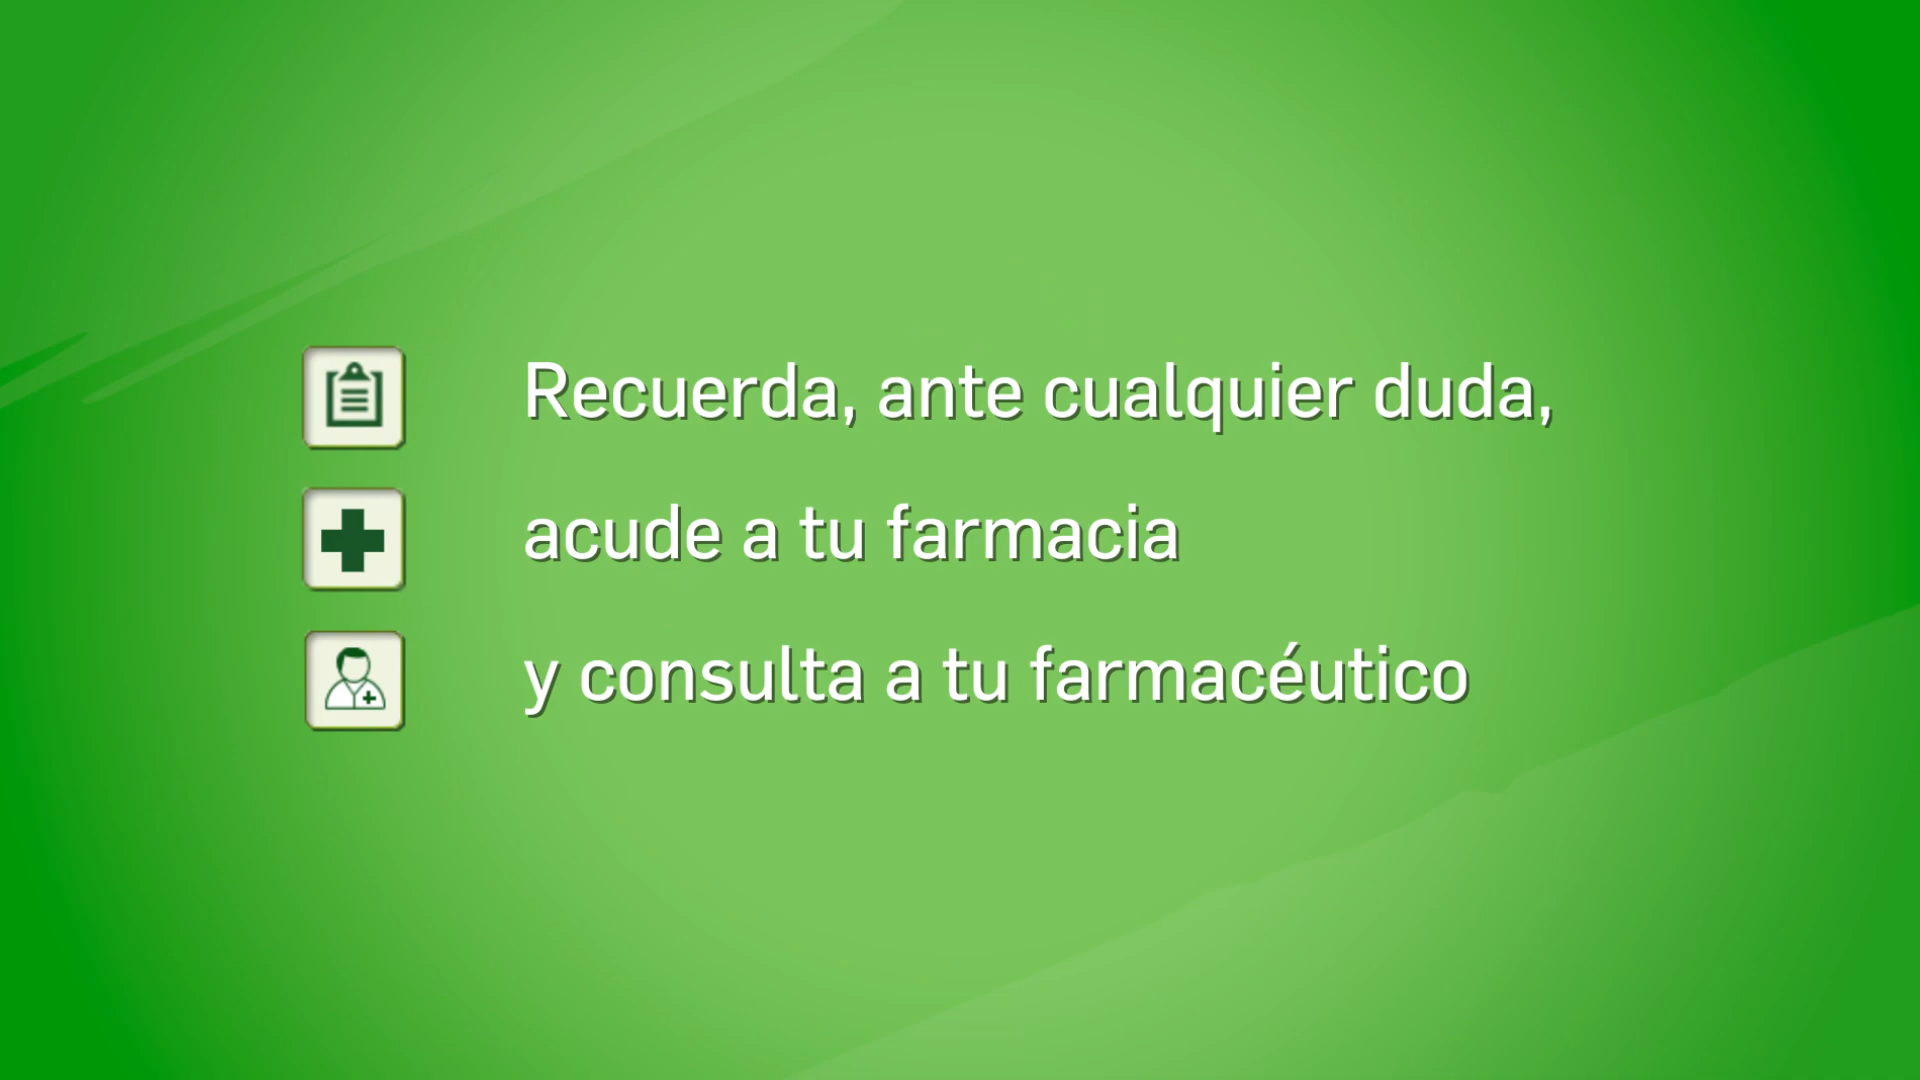 Recuerda, ante cualquier duda,
acude a tu farmacia
y consulta a tu farmacéutico